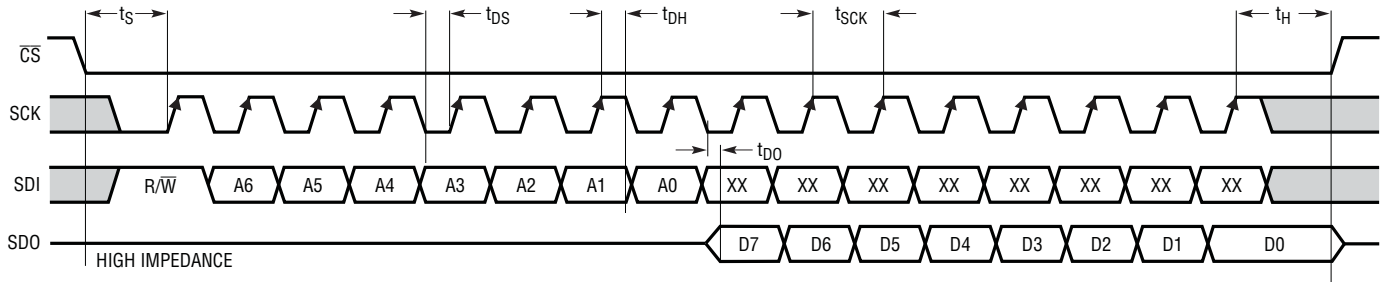 tS tDS tDH tSCK tH
CS
SCK
tDO
SDI R/W A6 A5 A4 A3 A2 A1 A0 XX XX XX XX XX XX XX XX
SDO D7 D6 D5 D4 D3 D2 D1 D0
HIGH IMPEDANCE